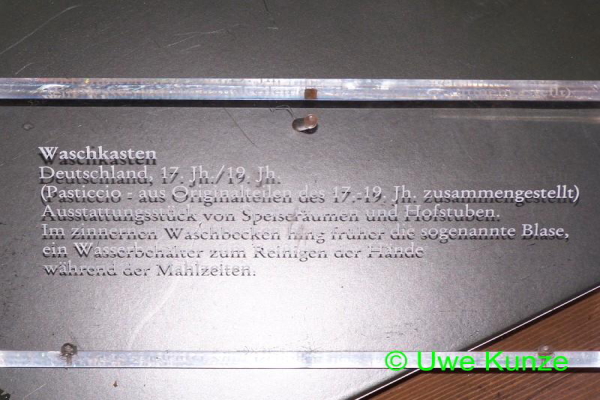 Waschkasten
Deutschland, 17. Jh./19. Jh.
(Pasticcio - aus Originalteilen des 17.-19. Jh. zusammengestellt)
Ausstattungsstück von Speiseräumen und Hofstuben.
Im zinnernen Waschbecken hing früher die sogenannte Blase,
ein Wasserbehälter zum Reinigen der Hände
während der Mahlzeiten.
© Uwe Kunze